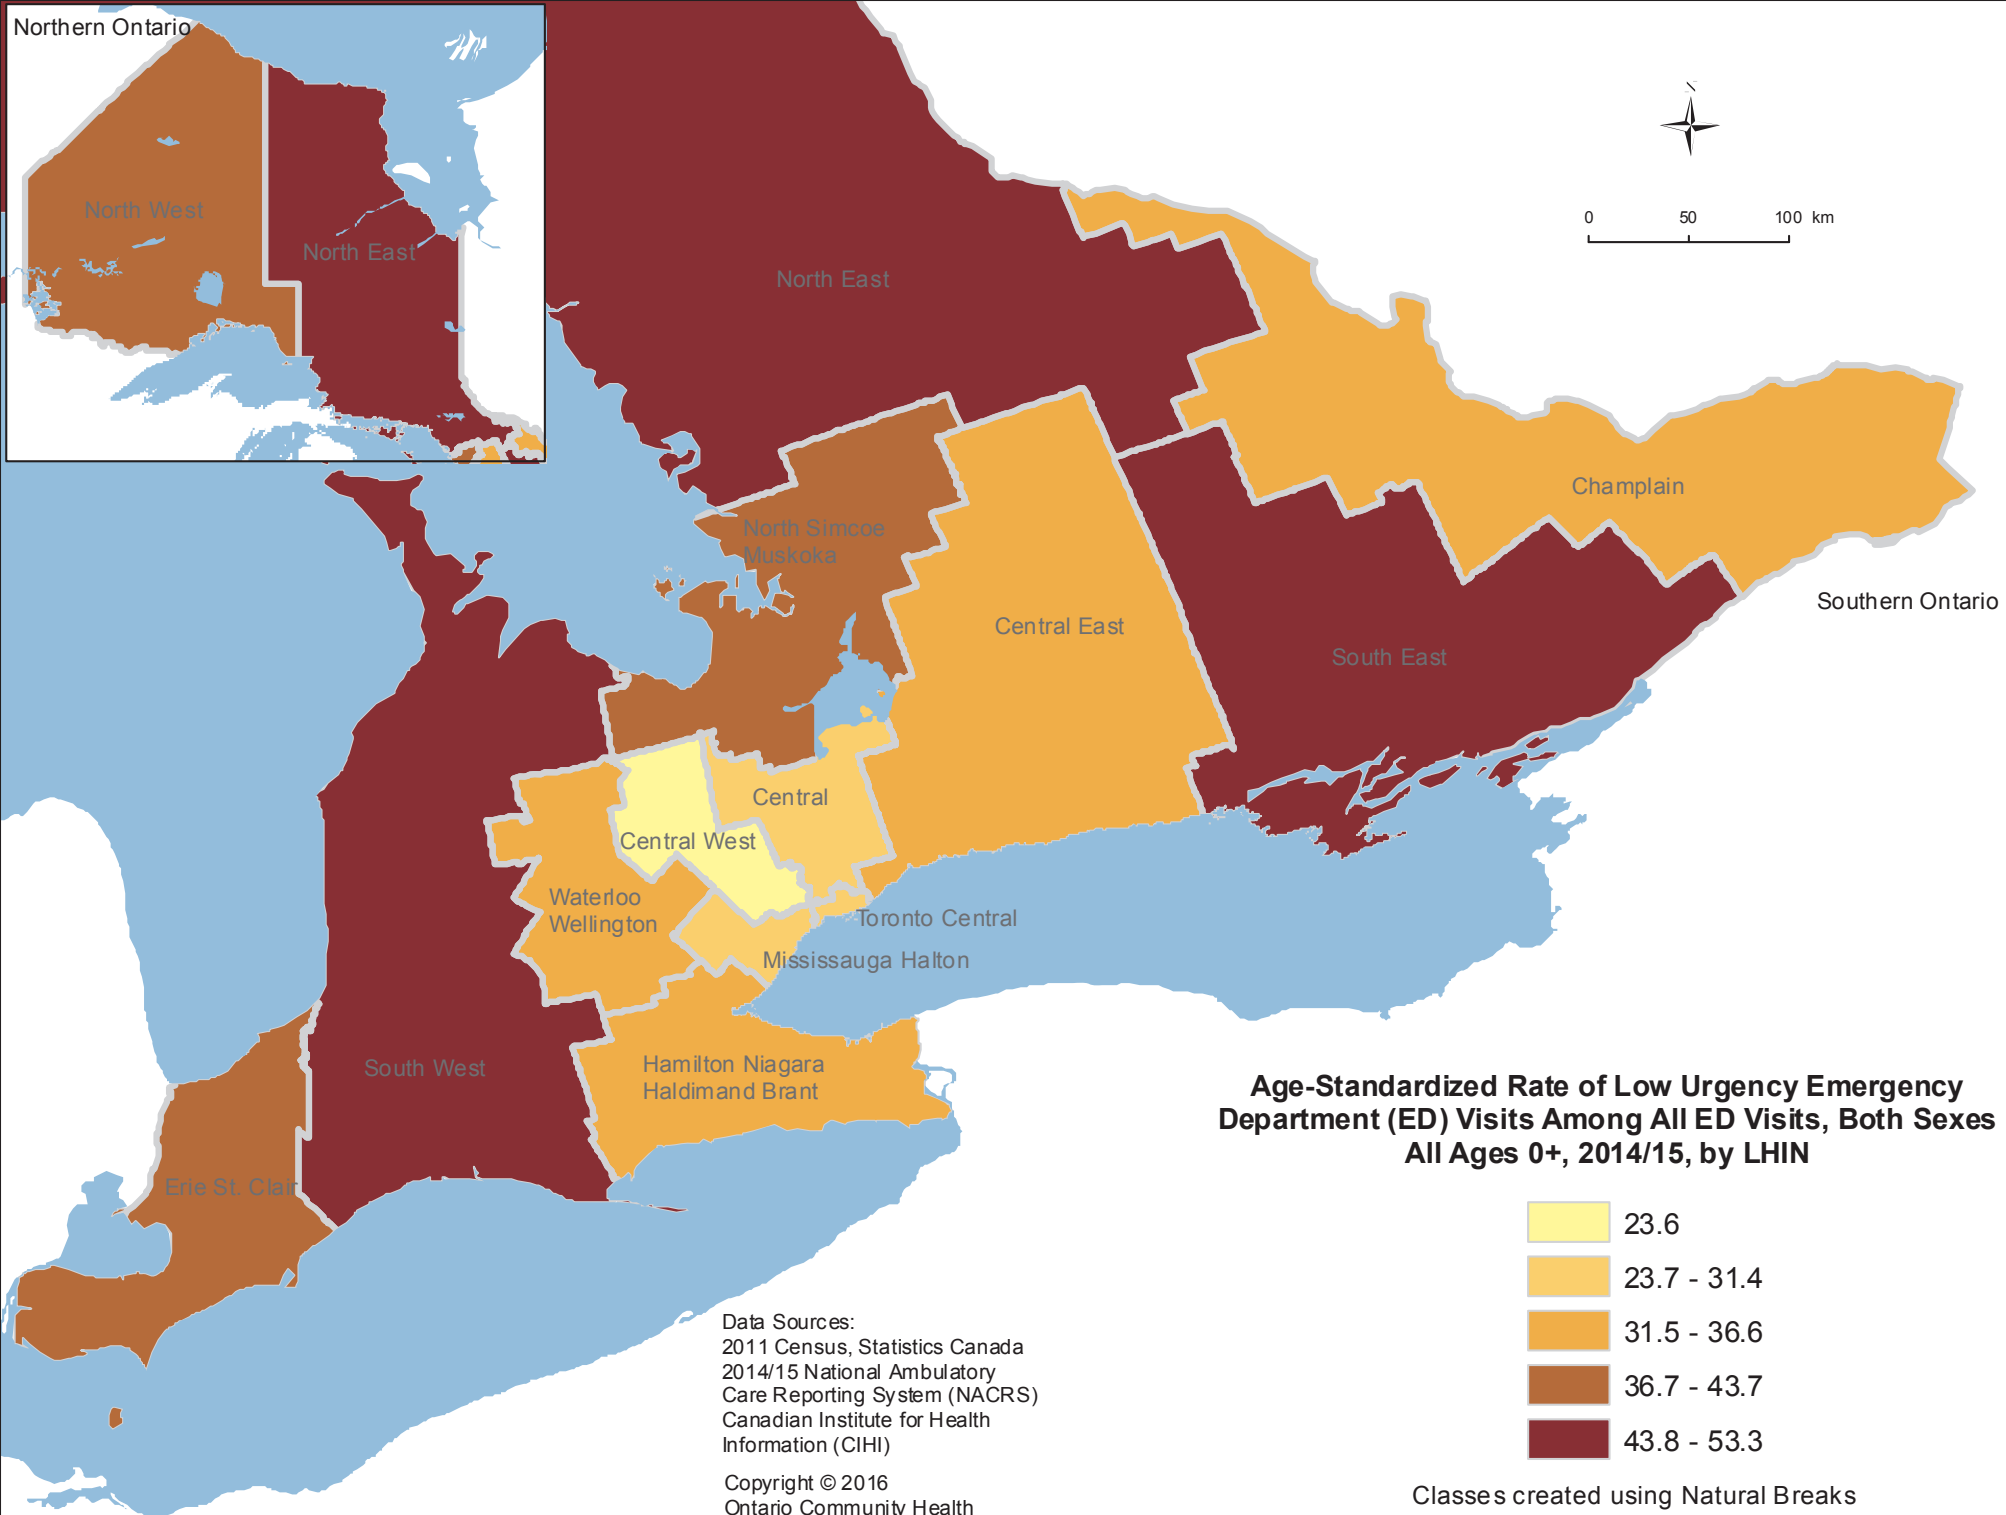 Northern Ontario
N
0 50 100 km
North West
North East
North East
Champlain
North Simcoe
Muskoka
Southern Ontario
Central East
South East
Central
Central West
Waterloo
Wellington
Toronto Central
Mississauga Halton
South West
Hamilton Niagara
Haldimand Brant
Erie St. Clair
Age-Standardized Rate of Low Urgency Emergency
Department (ED) Visits Among All ED Visits, Both Sexes
All Ages 0+, 2014/15, by LHIN
23.6
23.7 - 31.4
31.5 - 36.6
36.7 - 43.7
43.8 - 53.3
Classes created using Natural Breaks
Data Sources:
2011 Census, Statistics Canada
2014/15 National Ambulatory
Care Reporting System (NACRS)
Canadian Institute for Health
Information (CIHI)
Copyright © 2016
Ontario Community Health